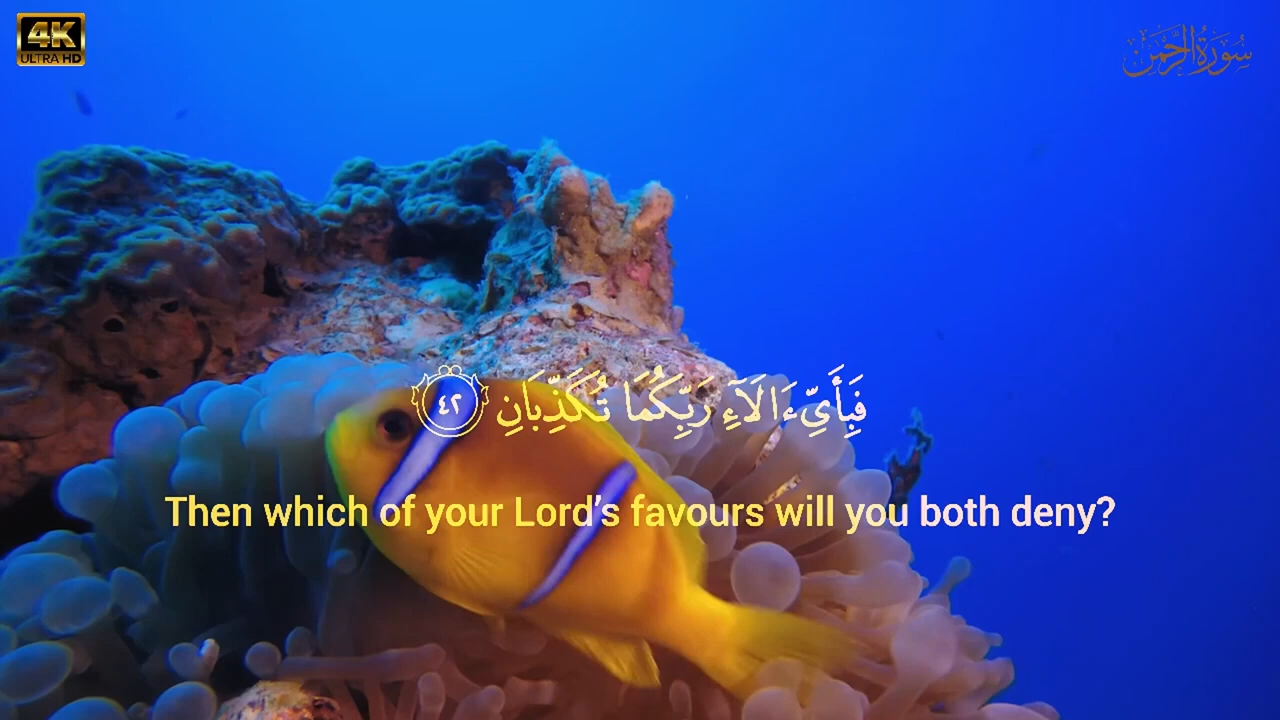 4K
ULTRA HD
سُورَةُ الرَّحْمَٰن
فَبِأَيِّ ءَالَآءِ رَبِّكُمَا تُكَذِّبَانِ ٤٢
Then which of your Lord's favours will you both deny?